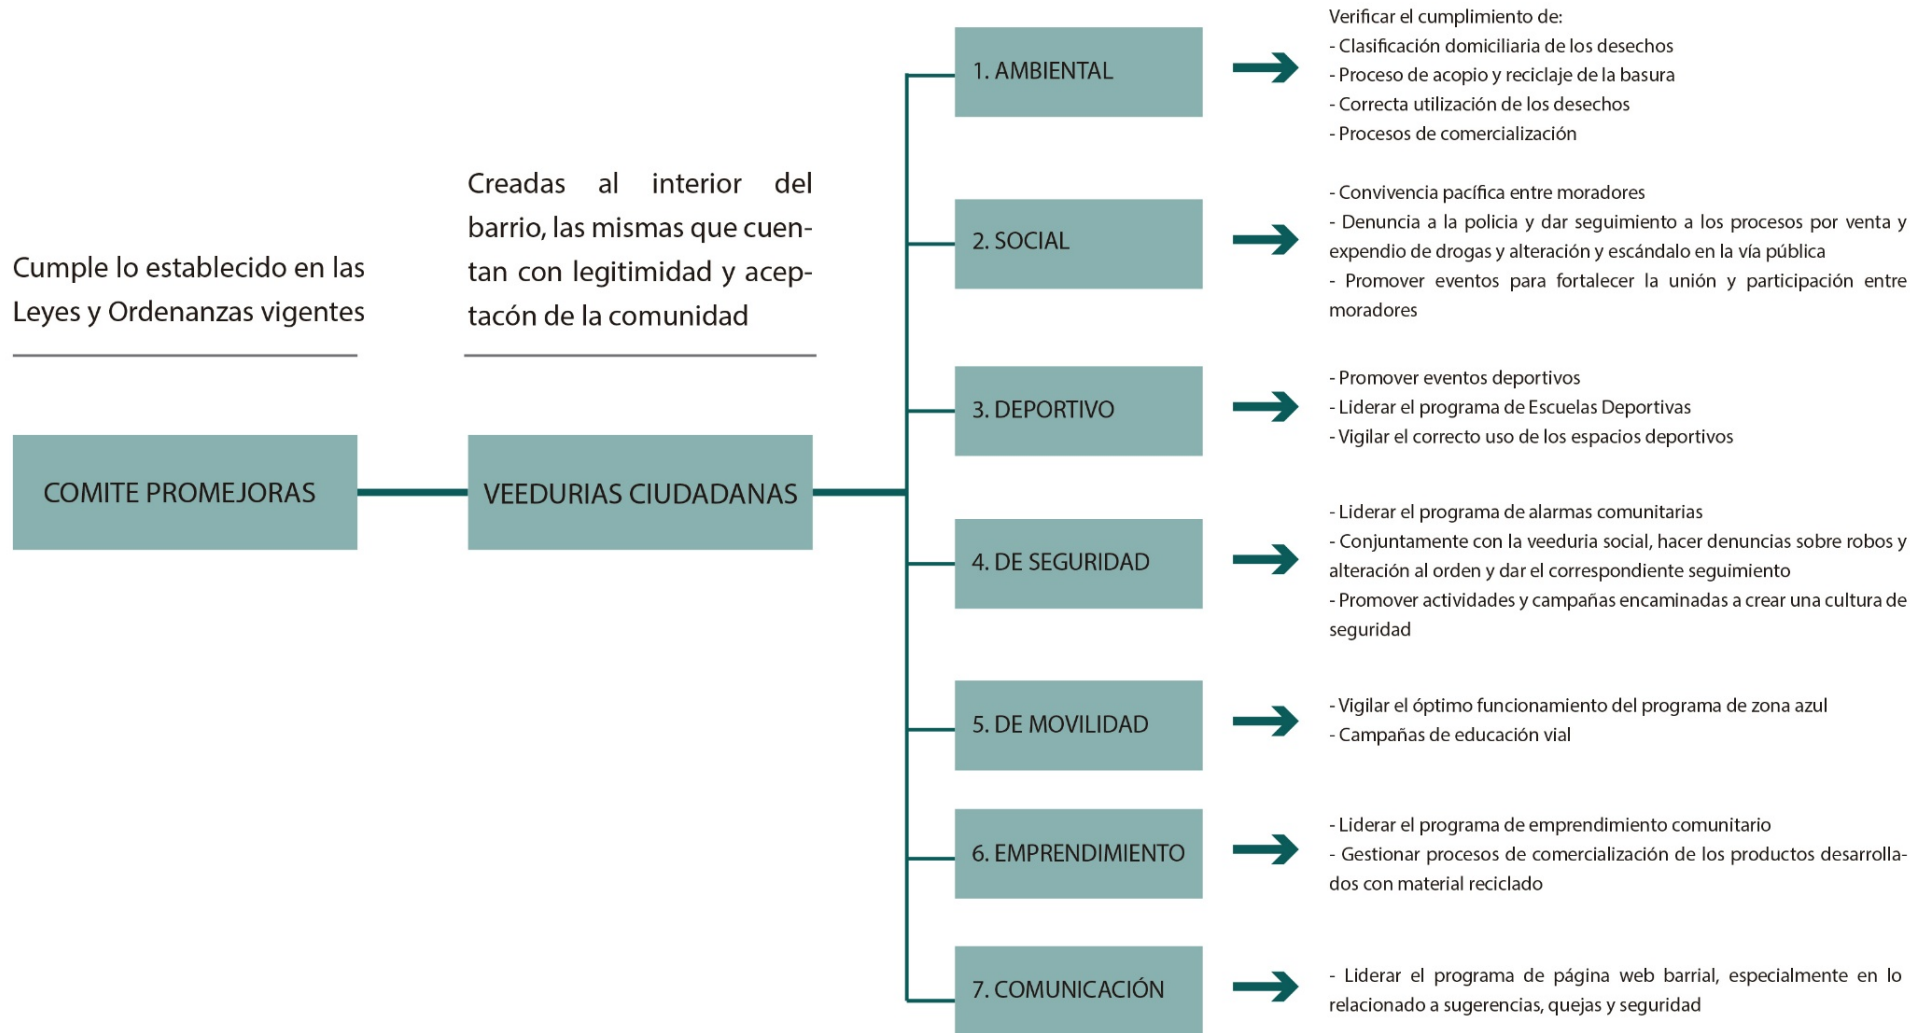 Cumple lo establecido en las
Leyes y Ordenanzas vigentes
COMITE PROMEJORAS
Creadas al interior del
barrio, las mismas que cuen-
tan con legitimidad y acep-
tacón de la comunidad
VEEDURIAS CIUDADANAS
1. AMBIENTAL
Verificar el cumplimiento de:
- Clasificación domiciliaria de los desechos
- Proceso de acopio y reciclaje de la basura
- Correcta utilización de los desechos
- Procesos de comercialización
2. SOCIAL
- Convivencia pacífica entre moradores
- Denuncia a la policia y dar seguimiento a los procesos por venta y
expendio de drogas y alteración y escándalo en la vía pública
- Promover eventos para fortalecer la unión y participación entre
moradores
3. DEPORTIVO
- Promover eventos deportivos
- Liderar el programa de Escuelas Deportivas
- Vigilar el correcto uso de los espacios deportivos
4. DE SEGURIDAD
- Liderar el programa de alarmas comunitarias
- Conjuntamente con la veeduria social, hacer denuncias sobre robos y
alteración al orden y dar el correspondiente seguimiento
- Promover actividades y campañas encaminadas a crear una cultura de
seguridad
5. DE MOVILIDAD
- Vigilar el óptimo funcionamiento del programa de zona azul
- Campañas de educación vial
6. EMPRENDIMIENTO
- Liderar el programa de emprendimiento comunitario
- Gestionar procesos de comercialización de los productos desarrolla-
dos con material reciclado
7. COMUNICACIÓN
- Liderar el programa de página web barrial, especialmente en lo
relacionado a sugerencias, quejas y seguridad